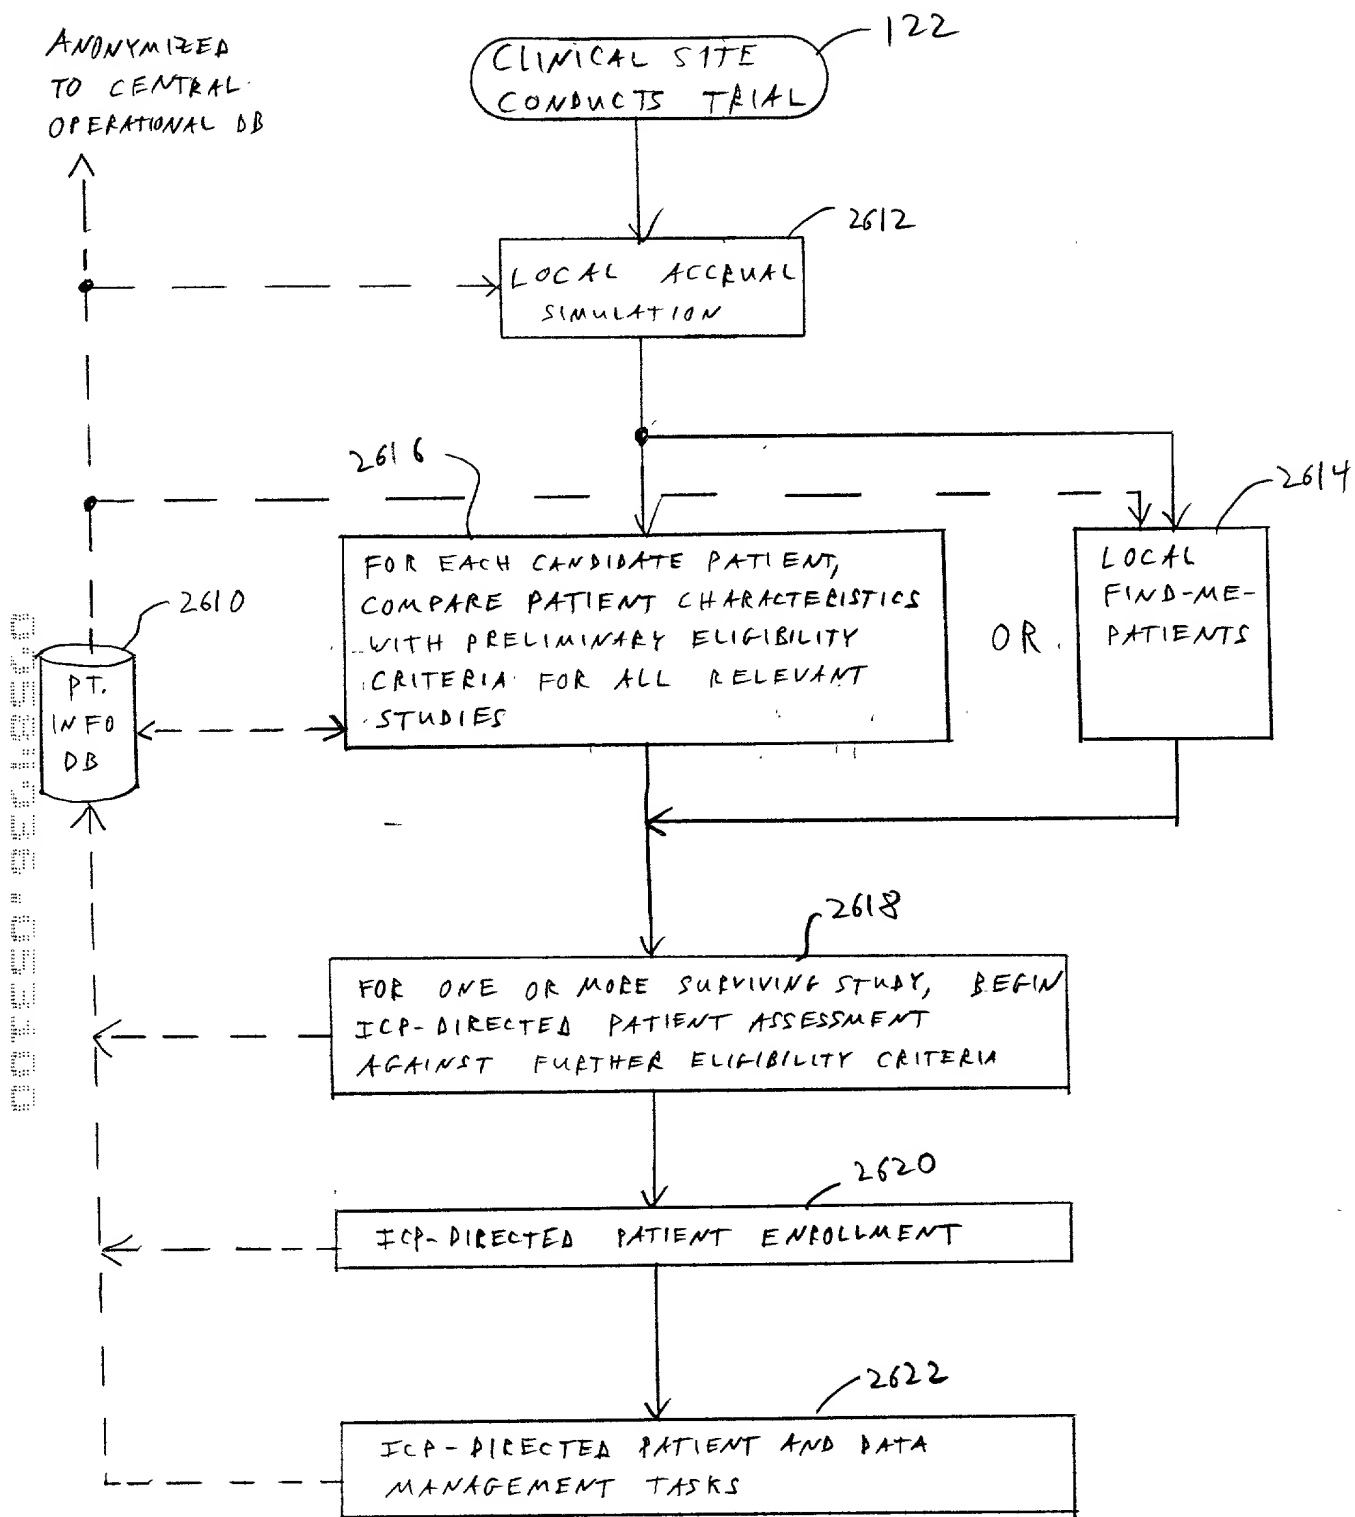 ANONYMIZED
TO CENTRAL
OPERATIONAL DB
CLINICAL SITE
CONDUCTS TRIAL
122
2612
LOCAL ACCRUAL
SIMULATION
2616
2614
FOR EACH CANDIDATE PATIENT,
COMPARE PATIENT CHARACTERISTICS
WITH PRELIMINARY ELIGIBILITY
CRITERIA FOR ALL RELEVANT
STUDIES
OR
LOCAL
FIND-ME-
PATIENTS
2610
PT.
INFO
DB
2618
FOR ONE OR MORE SURVIVING STUDY, BEGIN
ICP-DIRECTED PATIENT ASSESSMENT
AGAINST FURTHER ELIGIBILITY CRITERIA
2620
ICP-DIRECTED PATIENT ENROLLMENT
2622
ICP-DIRECTED PATIENT AND DATA
MANAGEMENT TASKS